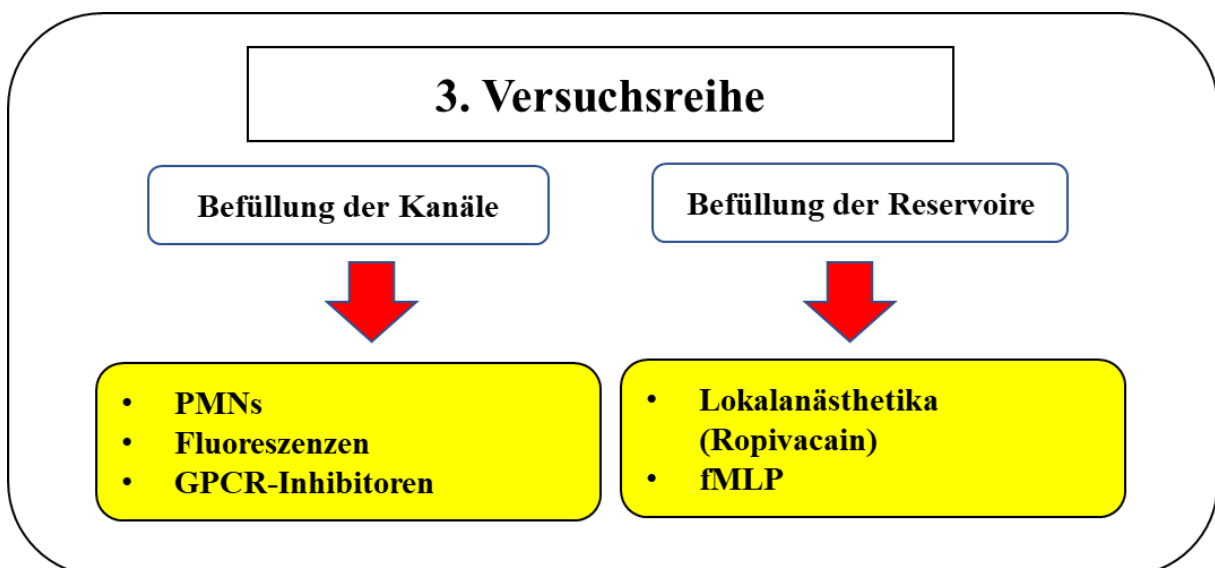 3. Versuchsreihe
Befüllung der Kanäle
Befüllung der Reservoire
• PMNs
• Fluoreszenzen
• GPCR-Inhibitoren
• Lokalanästhetika
(Ropivacain)
• fMLP